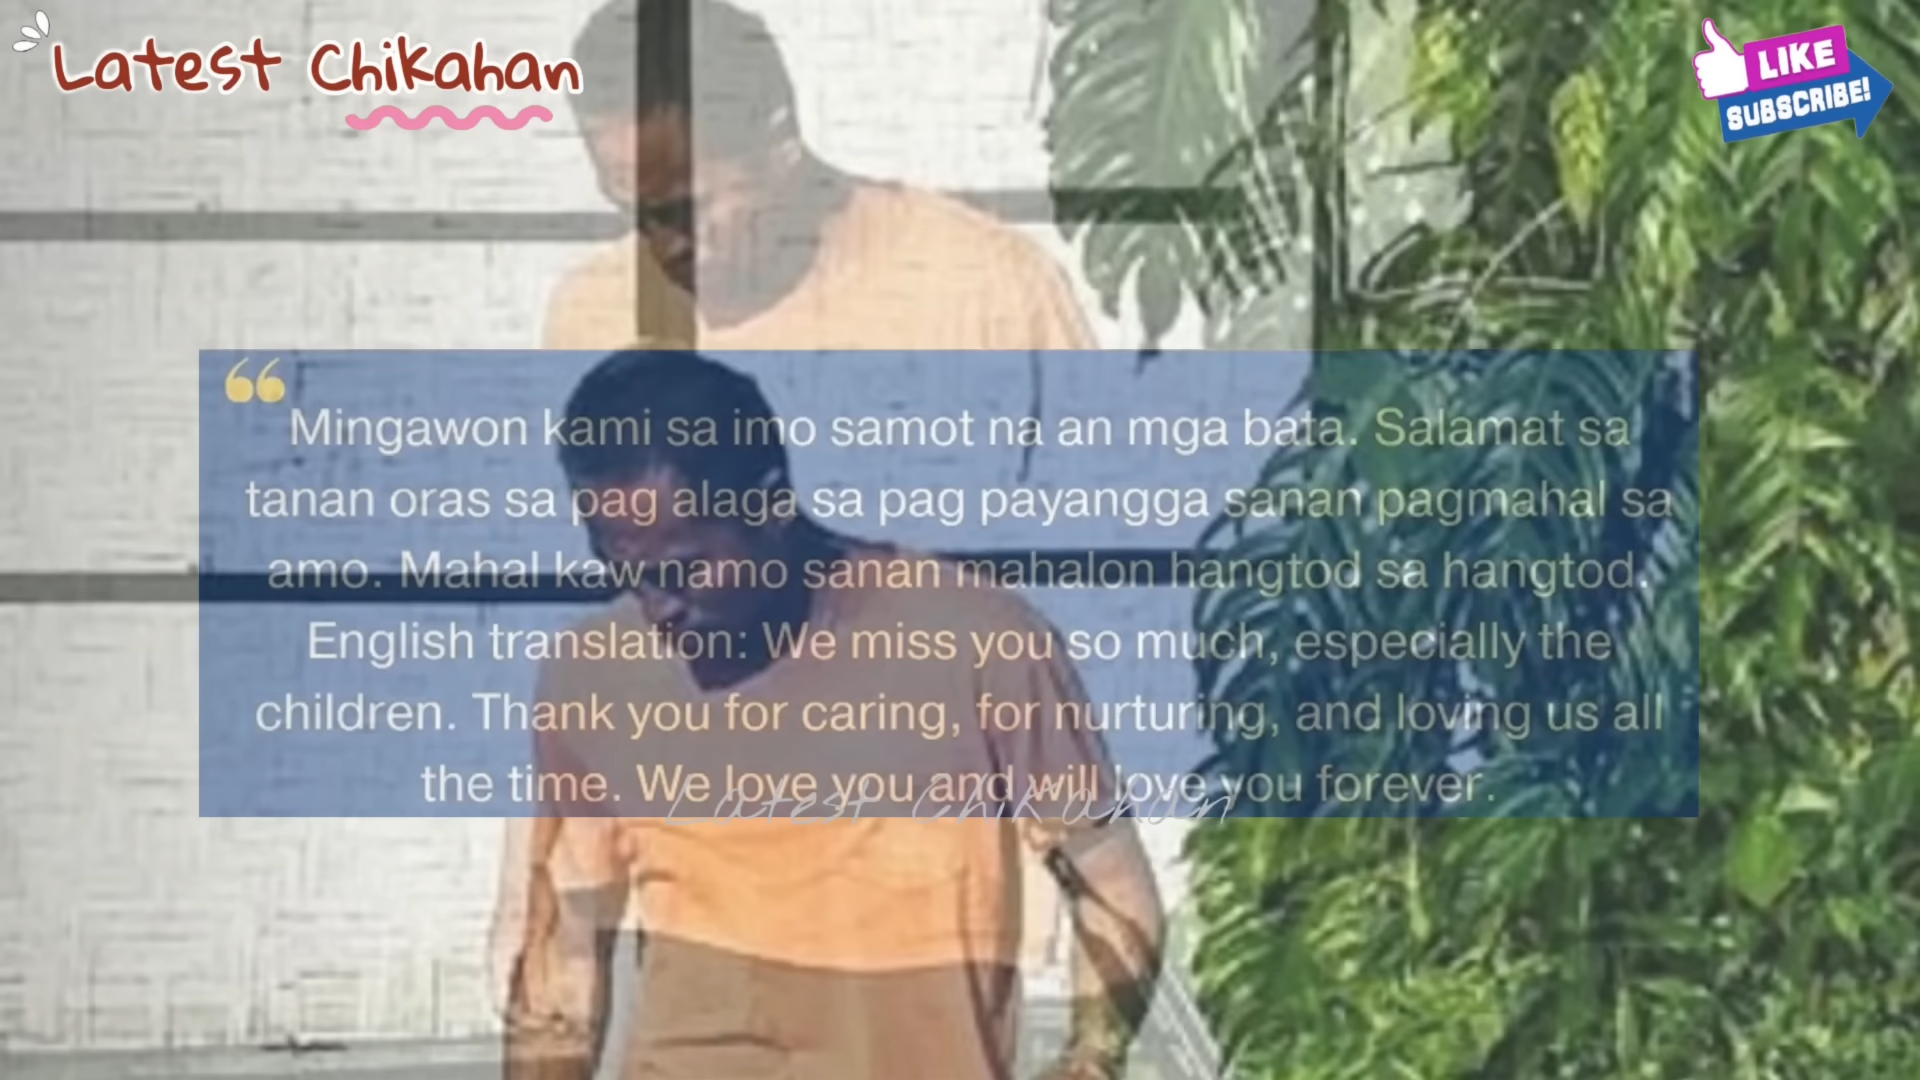 Latest Chikahan
LIKE
SUBSCRIBE!
“
Mingawon kami sa imo samot na an mga bata. Salamat sa
tanan oras sa pag alaga sa pag payangga sanan pagmahal sa
amo. Mahal kaw namo sanan mahalon hangtod sa hangtod.
English translation: We miss you so much, especially the
children. Thank you for caring, for nurturing, and loving us all
the time. We love you and will love you forever.
Latest Chikahan